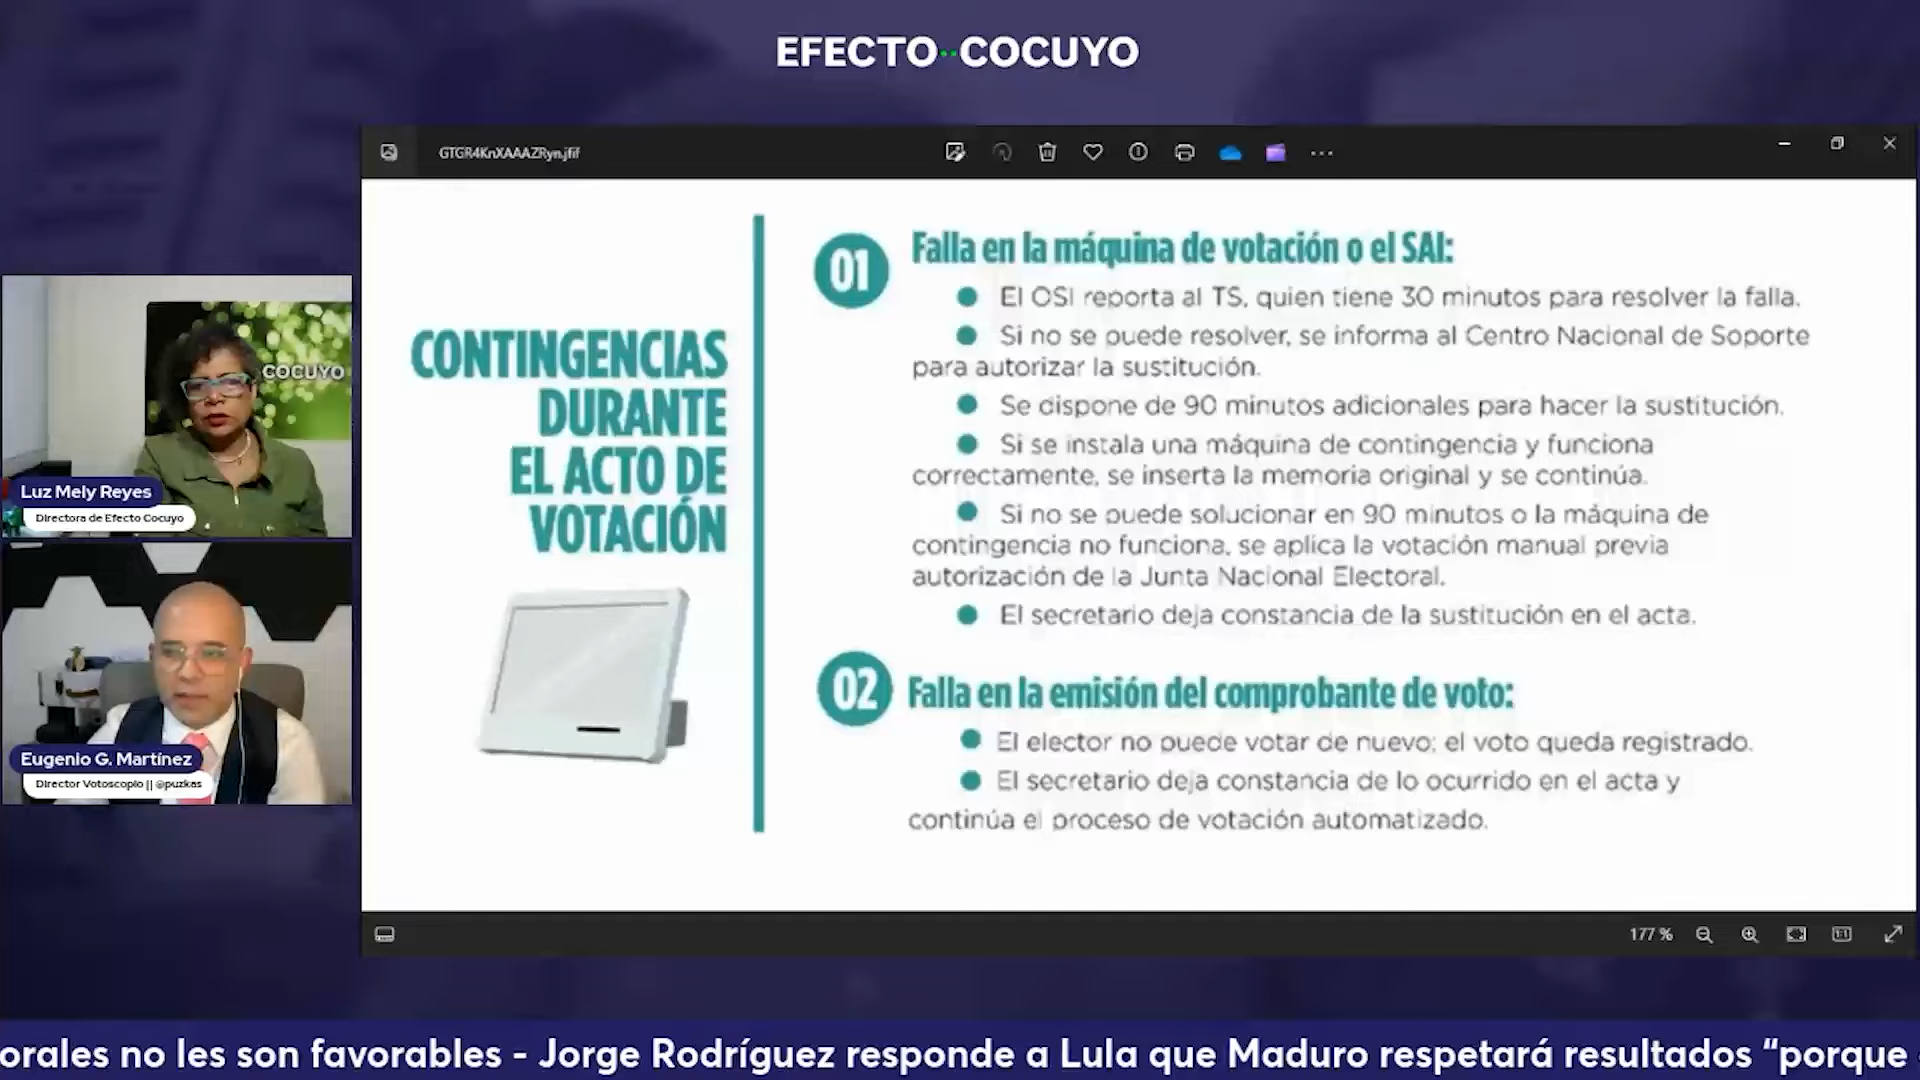 EFECTO COCUYO
GTGR4KnXAAAZRyn.jfif
CONTINGENCIAS
DURANTE
EL ACTO DE
VOTACIÓN
01 Falla en la máquina de votación o el SAI:
El OSI reporta al TS, quien tiene 30 minutos para resolver la falla.
Si no se puede resolver, se informa al Centro Nacional de Soporte
para autorizar la sustitución.
Se dispone de 90 minutos adicionales para hacer la sustitución.
Si se instala una máquina de contingencia y funciona
correctamente, se inserta la memoria original y se continúa.
Si no se puede solucionar en 90 minutos o la máquina de
contingencia no funciona, se aplica la votación manual previa
autorización de la Junta Nacional Electoral.
El secretario deja constancia de la sustitución en el acta.
02 Falla en la emisión del comprobante de voto:
El elector no puede votar de nuevo; el voto queda registrado.
El secretario deja constancia de lo ocurrido en el acta y
continúa el proceso de votación automatizado.
COCUYO
Luz Mely Reyes
Directora de Efecto Cocuyo
Eugenio G. Martínez
Director Votoscopio || @puzkas
177 %
orales no les son favorables - Jorge Rodríguez responde a Lula que Maduro respetará resultados “porque